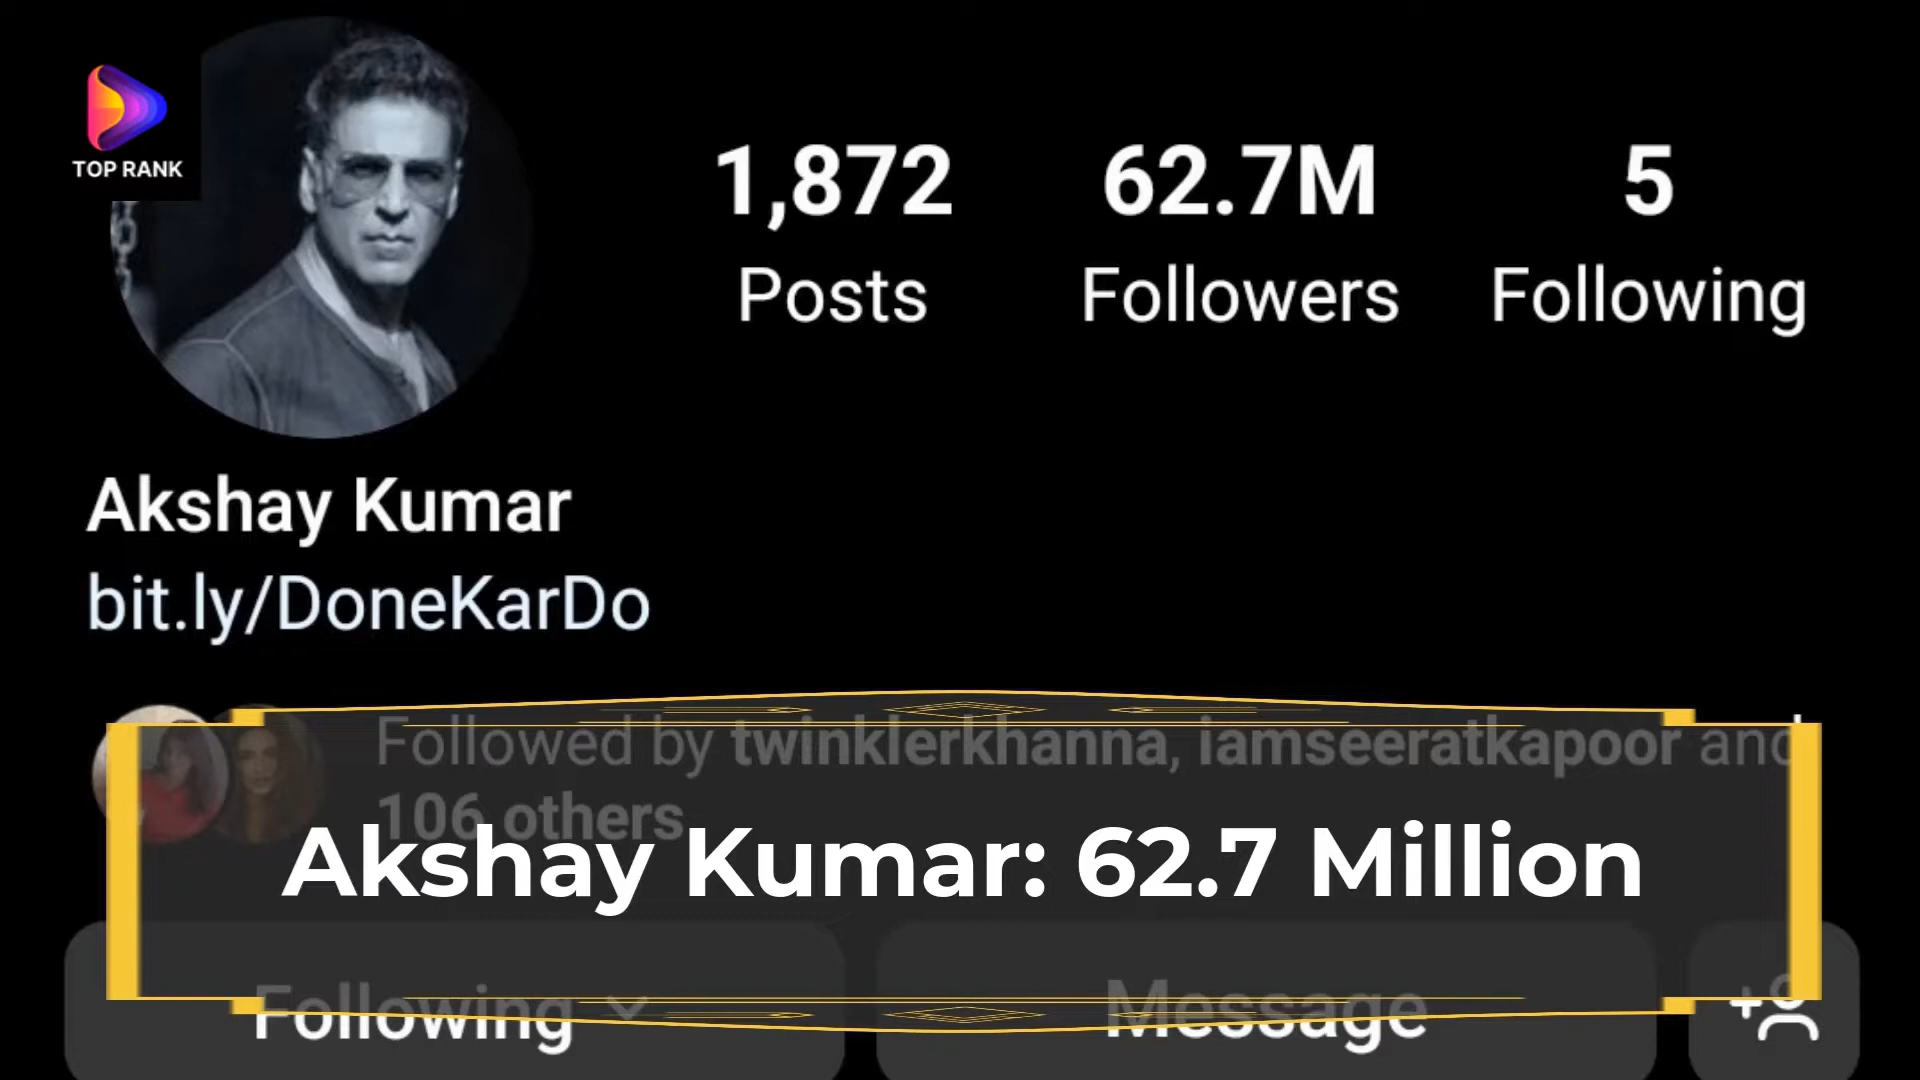 TOP RANK
1,872
62.7M
5
Posts
Followers
Following
Akshay Kumar
bit.ly/DoneKarDo
Followed by twinklerkhanna, iamseeratkapoor and
106 others
Akshay Kumar: 62.7 Million
Following
Message